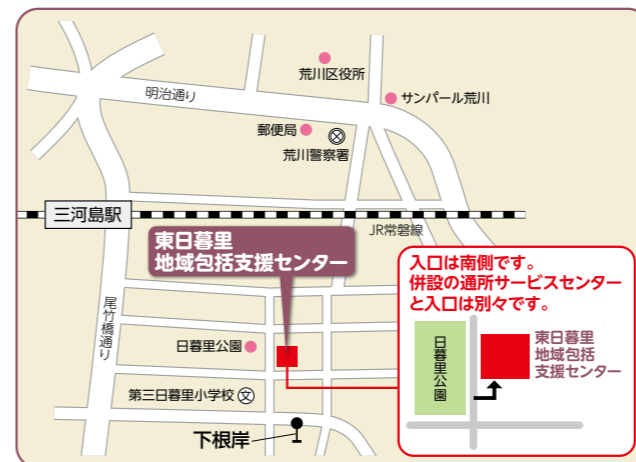 荒川区役所
明治通り
サンパール荒川
郵便局
荒川警察署
三河島駅
JR常磐線
東日暮里
地域包括支援センター
入口は南側です。
併設の通所サービスセンター
と入口は別々です。
尾竹橋通り
日暮里公園
日暮里公園
東日暮里
地域包括
支援センター
第三日暮里小学校
文
下根岸